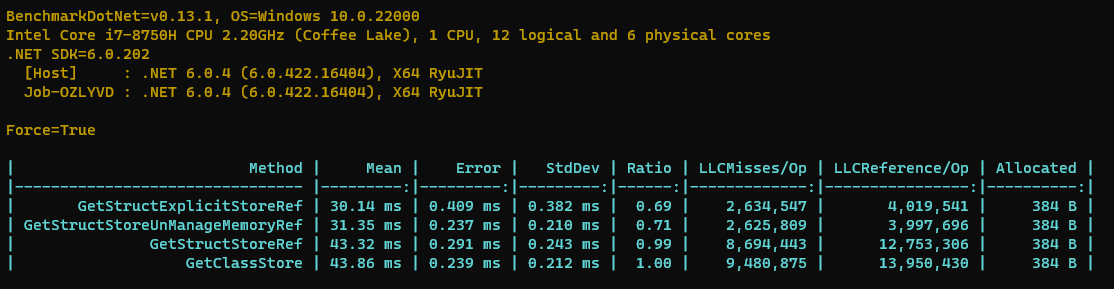 BenchmarkDotNet=v0.13.1, OS=Windows 10.0.22000
Intel Core i7-8750H CPU 2.20GHz (Coffee Lake), 1 CPU, 12 logical and 6 physical cores
.NET SDK=6.0.202
  [Host]     : .NET 6.0.4 (6.0.422.16404), X64 RyuJIT
  Job-OZLYVD : .NET 6.0.4 (6.0.422.16404), X64 RyuJIT
Force=True
|                          Method |     Mean |    Error |   StdDev | Ratio | LLCMisses/Op | LLCReference/Op | Allocated |
|-------------------------------- |---------:|---------:|---------:|------:|-------------:|----------------:|----------:|
|       GetStructExplicitStoreRef | 30.14 ms | 0.409 ms | 0.382 ms |  0.69 |    2,634,547 |       4,019,541 |     384 B |
| GetStructStoreUnManageMemoryRef | 31.35 ms | 0.237 ms | 0.210 ms |  0.71 |    2,625,809 |       3,997,696 |     384 B |
|               GetStructStoreRef | 43.32 ms | 0.291 ms | 0.243 ms |  0.99 |    8,694,443 |      12,753,306 |     384 B |
|                   GetClassStore | 43.86 ms | 0.239 ms | 0.212 ms |  1.00 |    9,480,875 |      13,950,430 |     384 B |